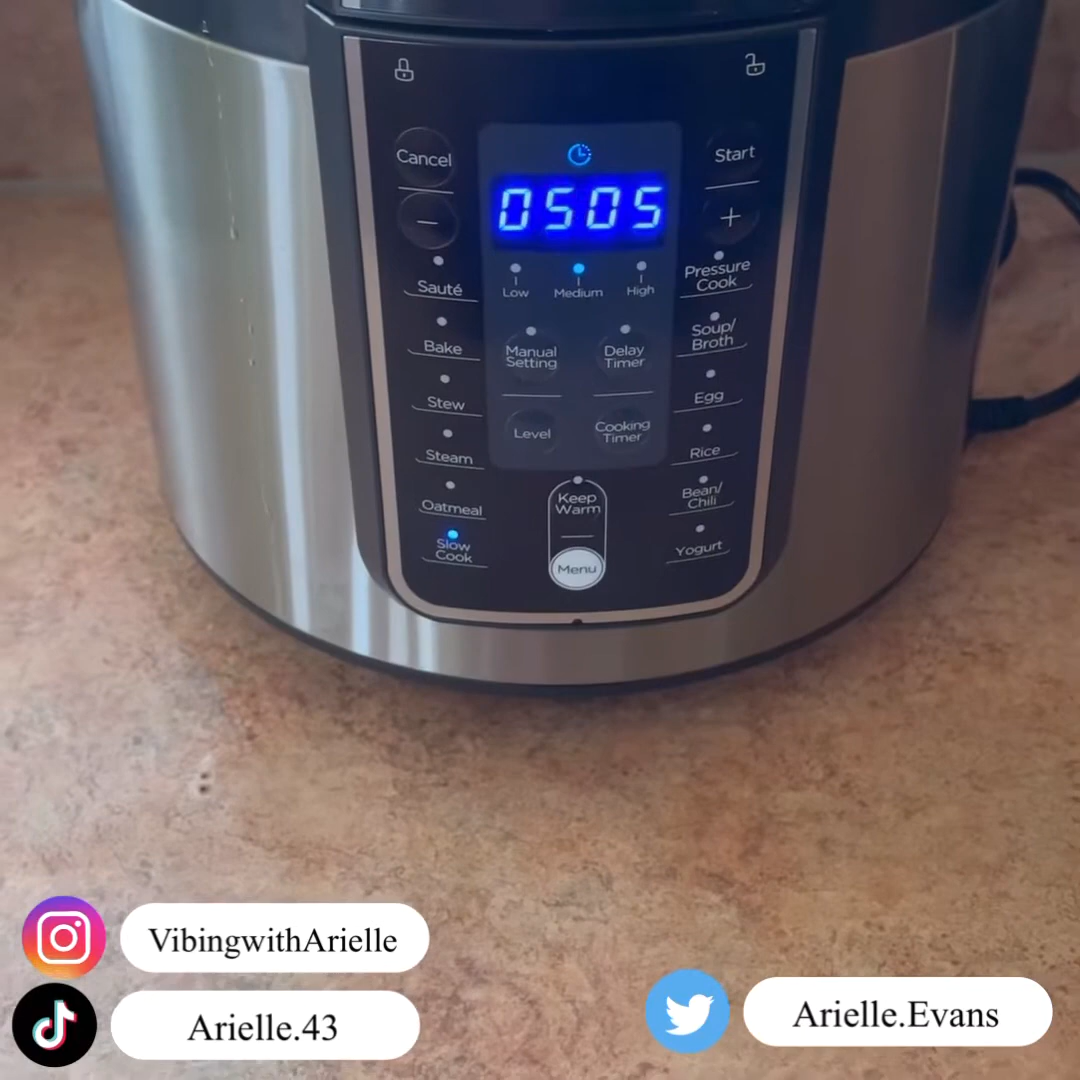 Cancel
Start
0505
−
+
Low
Medium
High
Sauté
Pressure
Cook
Bake
Manual
Setting
Delay
Timer
Soup/
Broth
Stew
Egg
Level
Cooking
Timer
Steam
Rice
Oatmeal
Keep
Warm
Bean/
Chili
Slow
Cook
Menu
Yogurt
VibingwithArielle
Arielle.43
Arielle.Evans